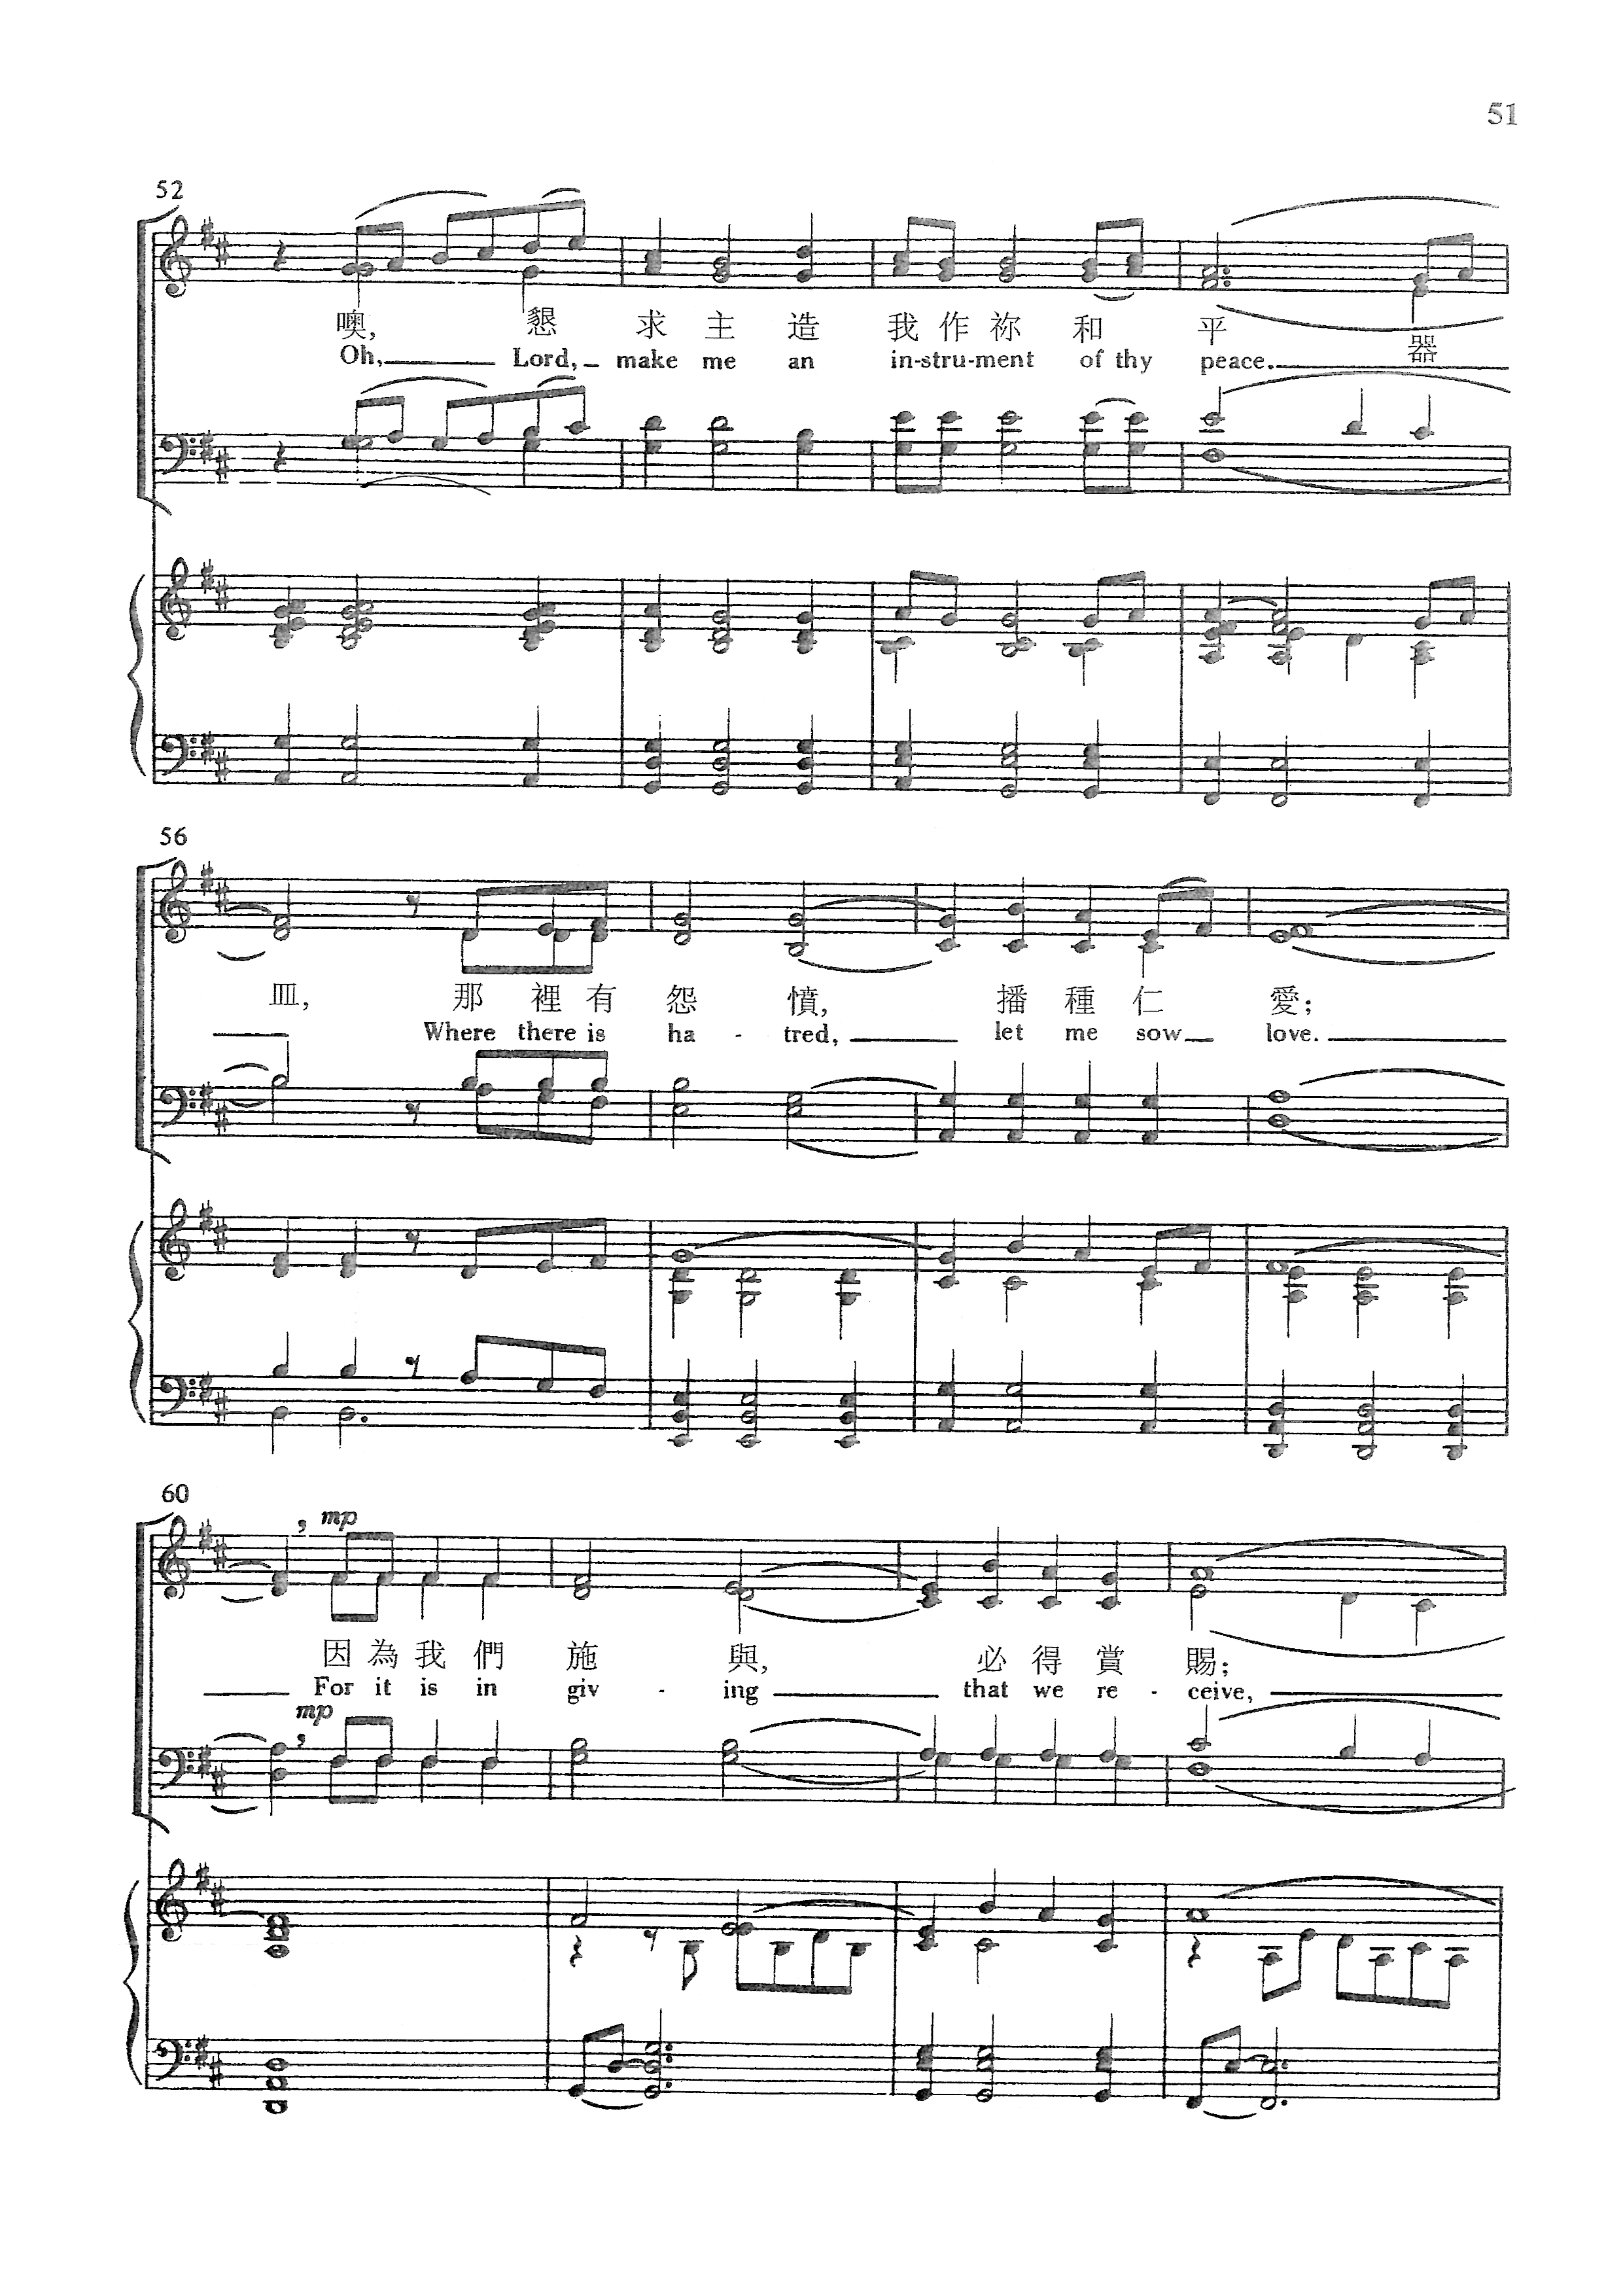 51
52
噢, 懇 求 主 造 我 作 祢 和 平 器
Oh, Lord, make me an in-stru-ment of thy peace.
56
皿, 那 裡 有 怨 憤, 播 種 仁 愛;
Where there is ha - tred, let me sow love.
60
mp
因 為 我 們 施 與, 必 得 賞 賜;
For it is in giv - ing that we re - ceive,
mp